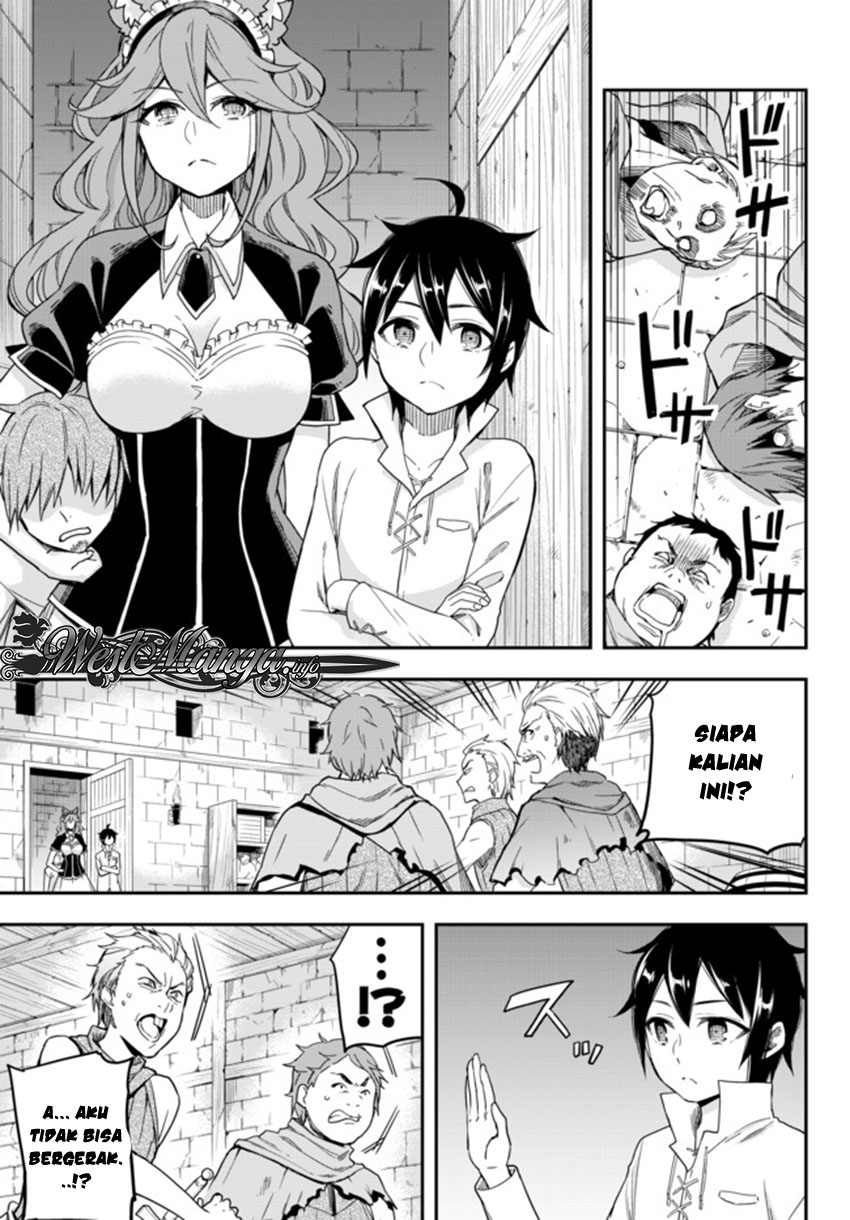 ドサ
ドサ
ドサ
WestManga.info
SIAPA
KALIAN
INI!?
スッ
...!?
A... AKU
TIDAK BISA
BERGERAK.
..!?